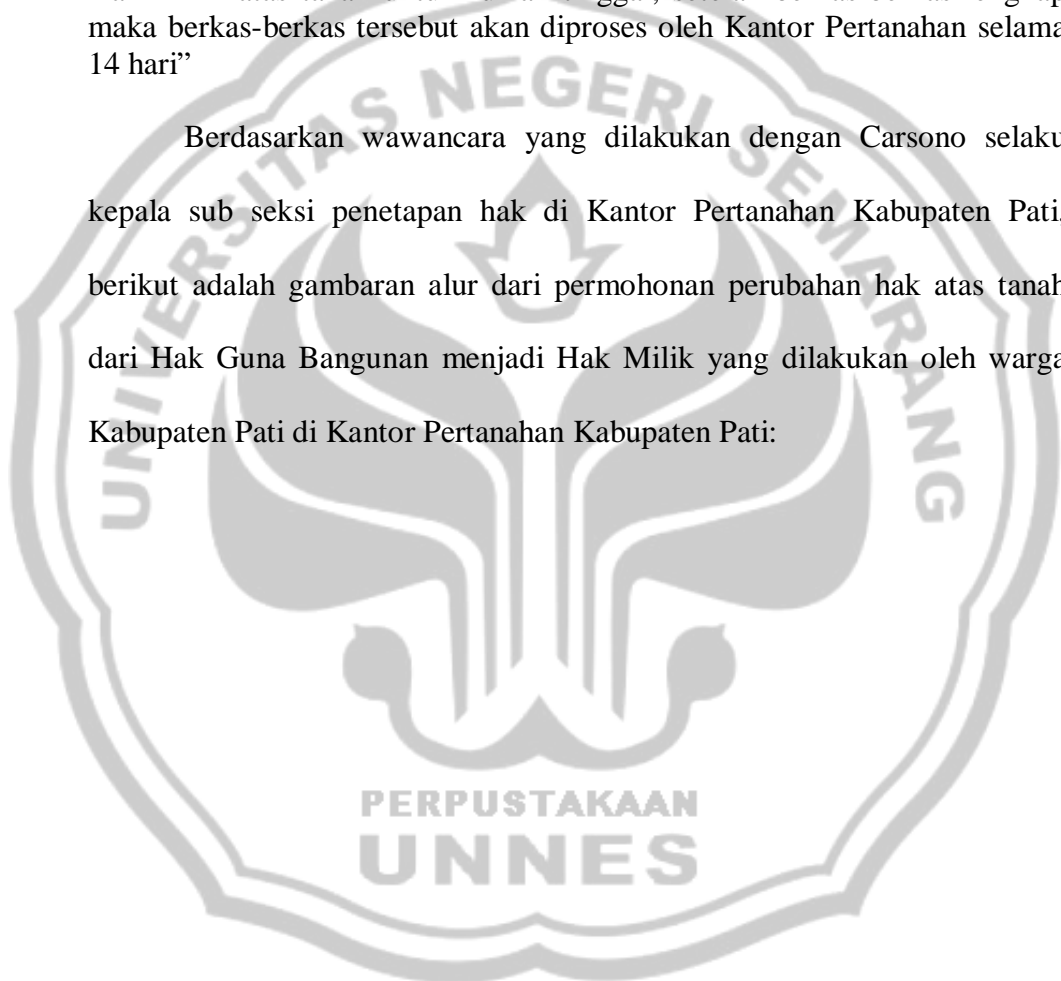 maka berkas-berkas tersebut akan diproses oleh Kantor Pertanahan selama
14 hari”
Berdasarkan wawancara yang dilakukan dengan Carsono selaku
kepala sub seksi penetapan hak di Kantor Pertanahan Kabupaten Pati,
berikut adalah gambaran alur dari permohonan perubahan hak atas tanah
dari Hak Guna Bangunan menjadi Hak Milik yang dilakukan oleh warga
Kabupaten Pati di Kantor Pertanahan Kabupaten Pati:
UNIVERSITAS NEGERI SEMARANG
PERPUSTAKAAN
UNNES